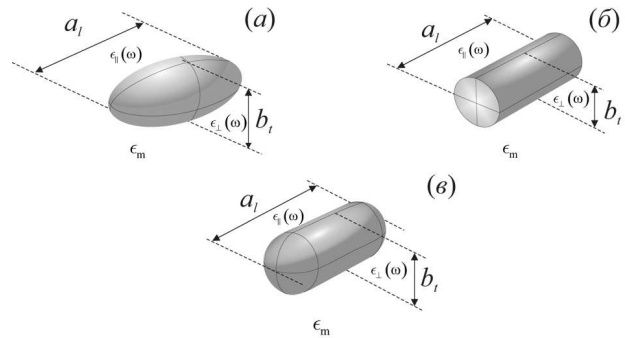 (а)
a_l
ϵ_∥(ω)
ϵ_⊥(ω)
b_t
ϵ_m
(б)
a_l
ϵ_∥(ω)
ϵ_⊥(ω)
b_t
ϵ_m
(в)
a_l
ϵ_∥(ω)
ϵ_⊥(ω)
b_t
ϵ_m